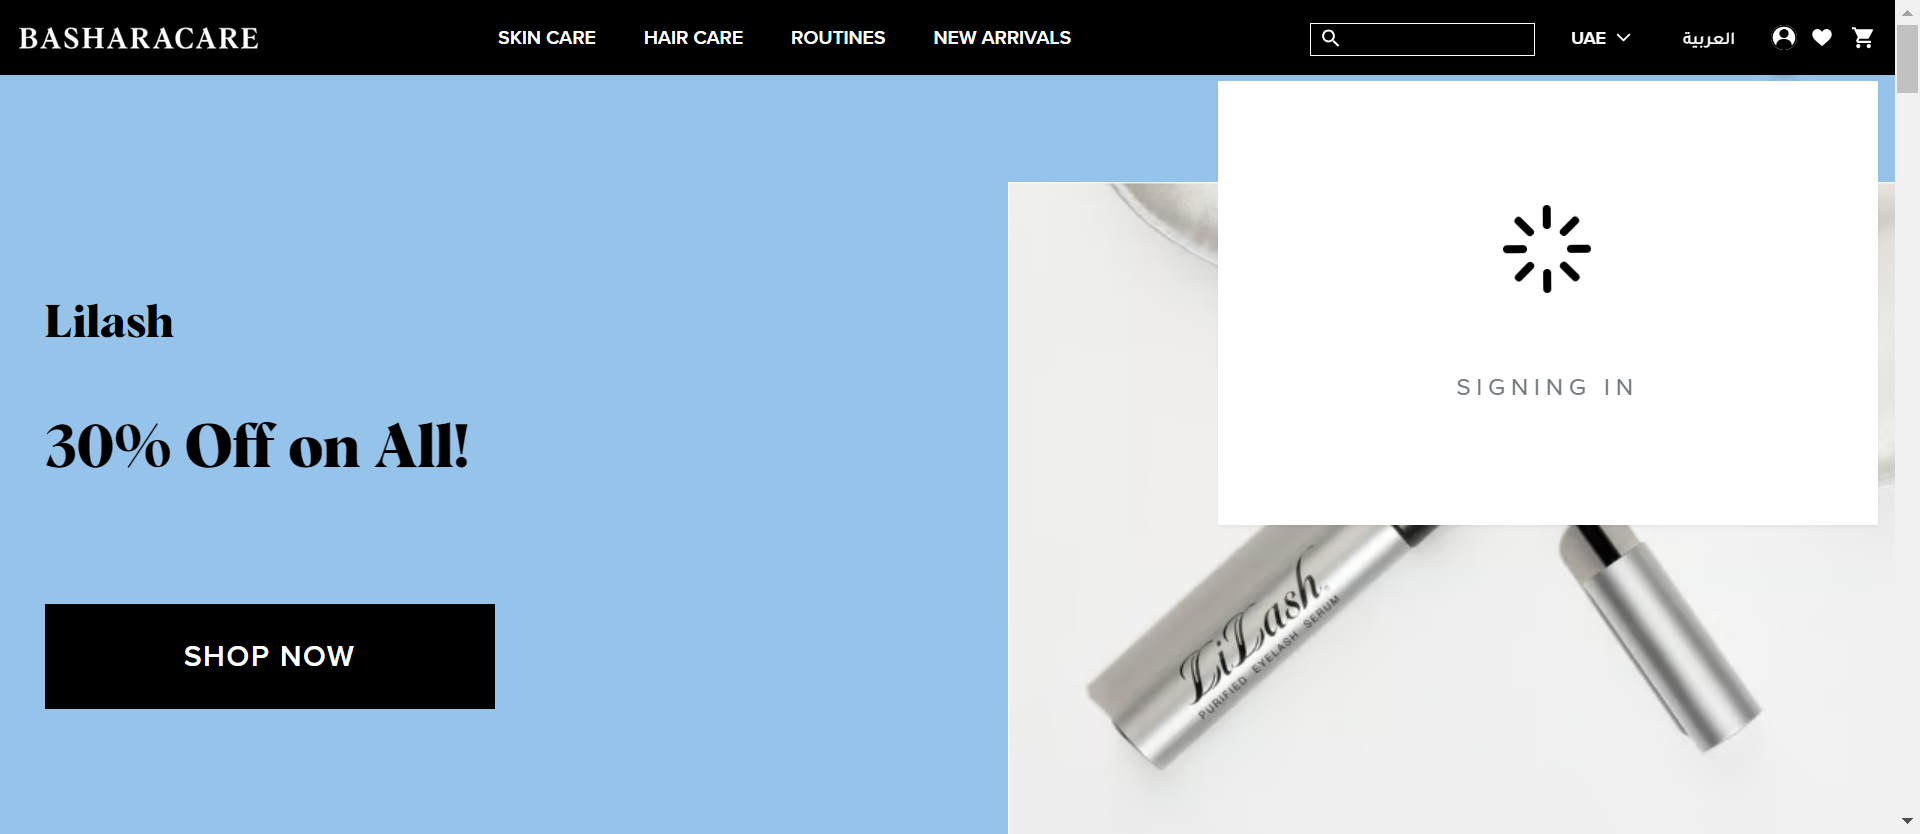 BASHARACARE
SKIN CARE
HAIR CARE
ROUTINES
NEW ARRIVALS
UAE
العربية
SIGNING IN
Lilash
30% Off on All!
SHOP NOW
LiLash
PURIFIED EYELASH SERUM